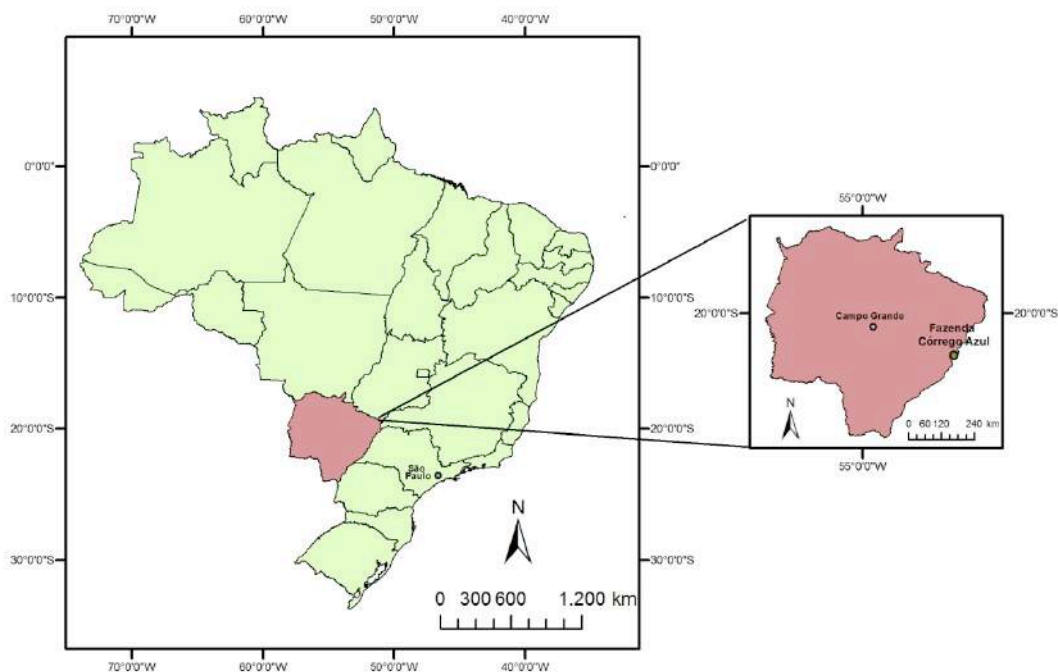 70°0'0"W 60°0'0"W 50°0'0"W 40°0'0"W
0°0'0" 0°0'0"
55°0'0"W
10°0'0"S 10°0'0"S
20°0'0"S 20°0'0"S
Campo Grande
Fazenda
Córrego Azul
N
0 60 120 240 km
55°0'0"W
20°0'0"S 20°0'0"S
São
Paulo
N
30°0'0"S 30°0'0"S
0 300 600 1.200 km
70°0'0"W 60°0'0"W 50°0'0"W 40°0'0"W